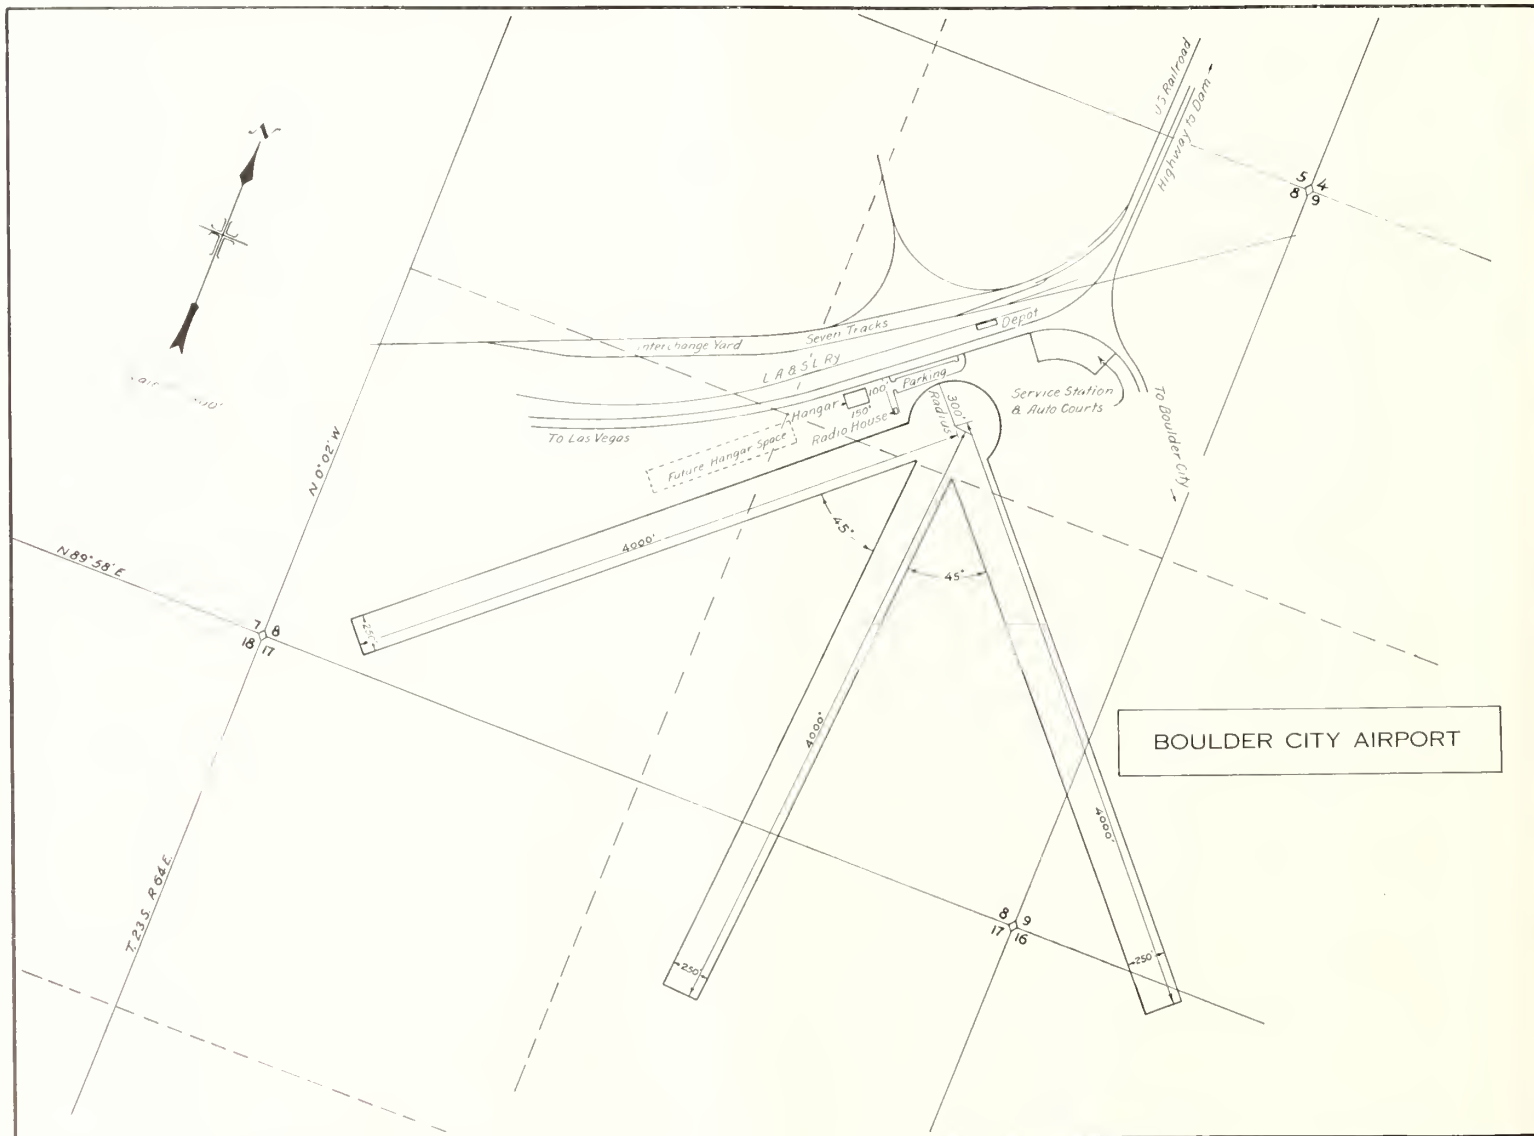 N
U S Railroad
Highway to Dam
5 4
8 9
Interchange Yard
Seven Tracks
Depot
L A & S L Ry
Parking
Hangar
100'
150'
Radio House
300'
Radius
Service Station
& Auto Courts
To Las Vegas
Future Hangar Space
To Boulder City
N 0°02' W
N 89°58' E
7 8
18 17
4000'
45°
45°
250'
4000'
4000'
BOULDER CITY AIRPORT
T. 23 S. R 64 E.
8 9
17 16
250'
250'